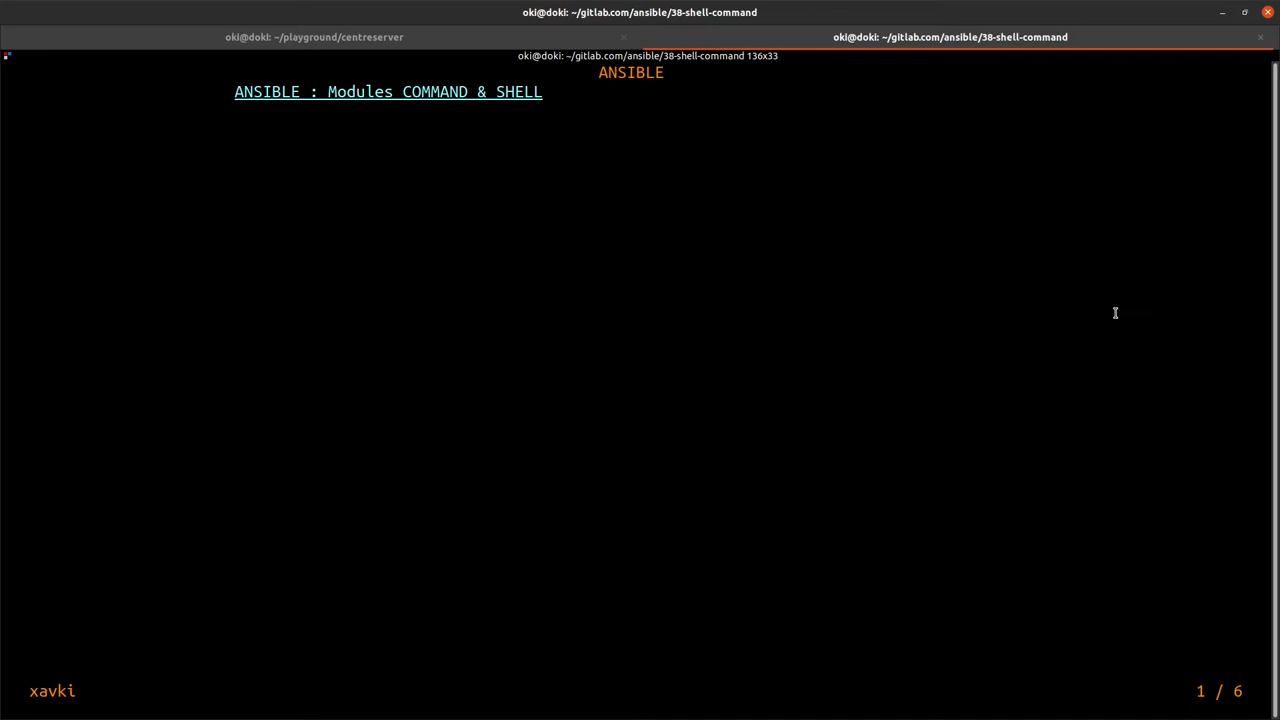 oki@doki: ~/gitlab.com/ansible/38-shell-command
oki@doki: ~/playground/centreserver × oki@doki: ~/gitlab.com/ansible/38-shell-command ×
oki@doki: ~/gitlab.com/ansible/38-shell-command 136x33
ANSIBLE
ANSIBLE : Modules COMMAND & SHELL
xavki 1 / 6